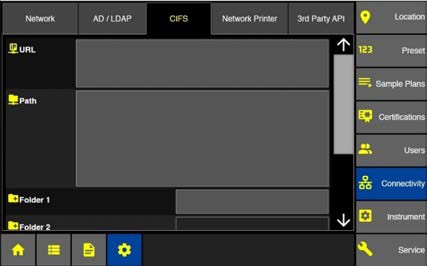 Network
AD / LDAP
CIFS
Network Printer
3rd Party API
URL
Path
Folder 1
Folder 2
Location
123 Preset
Sample Plans
Certifications
Users
Connectivity
Instrument
Service